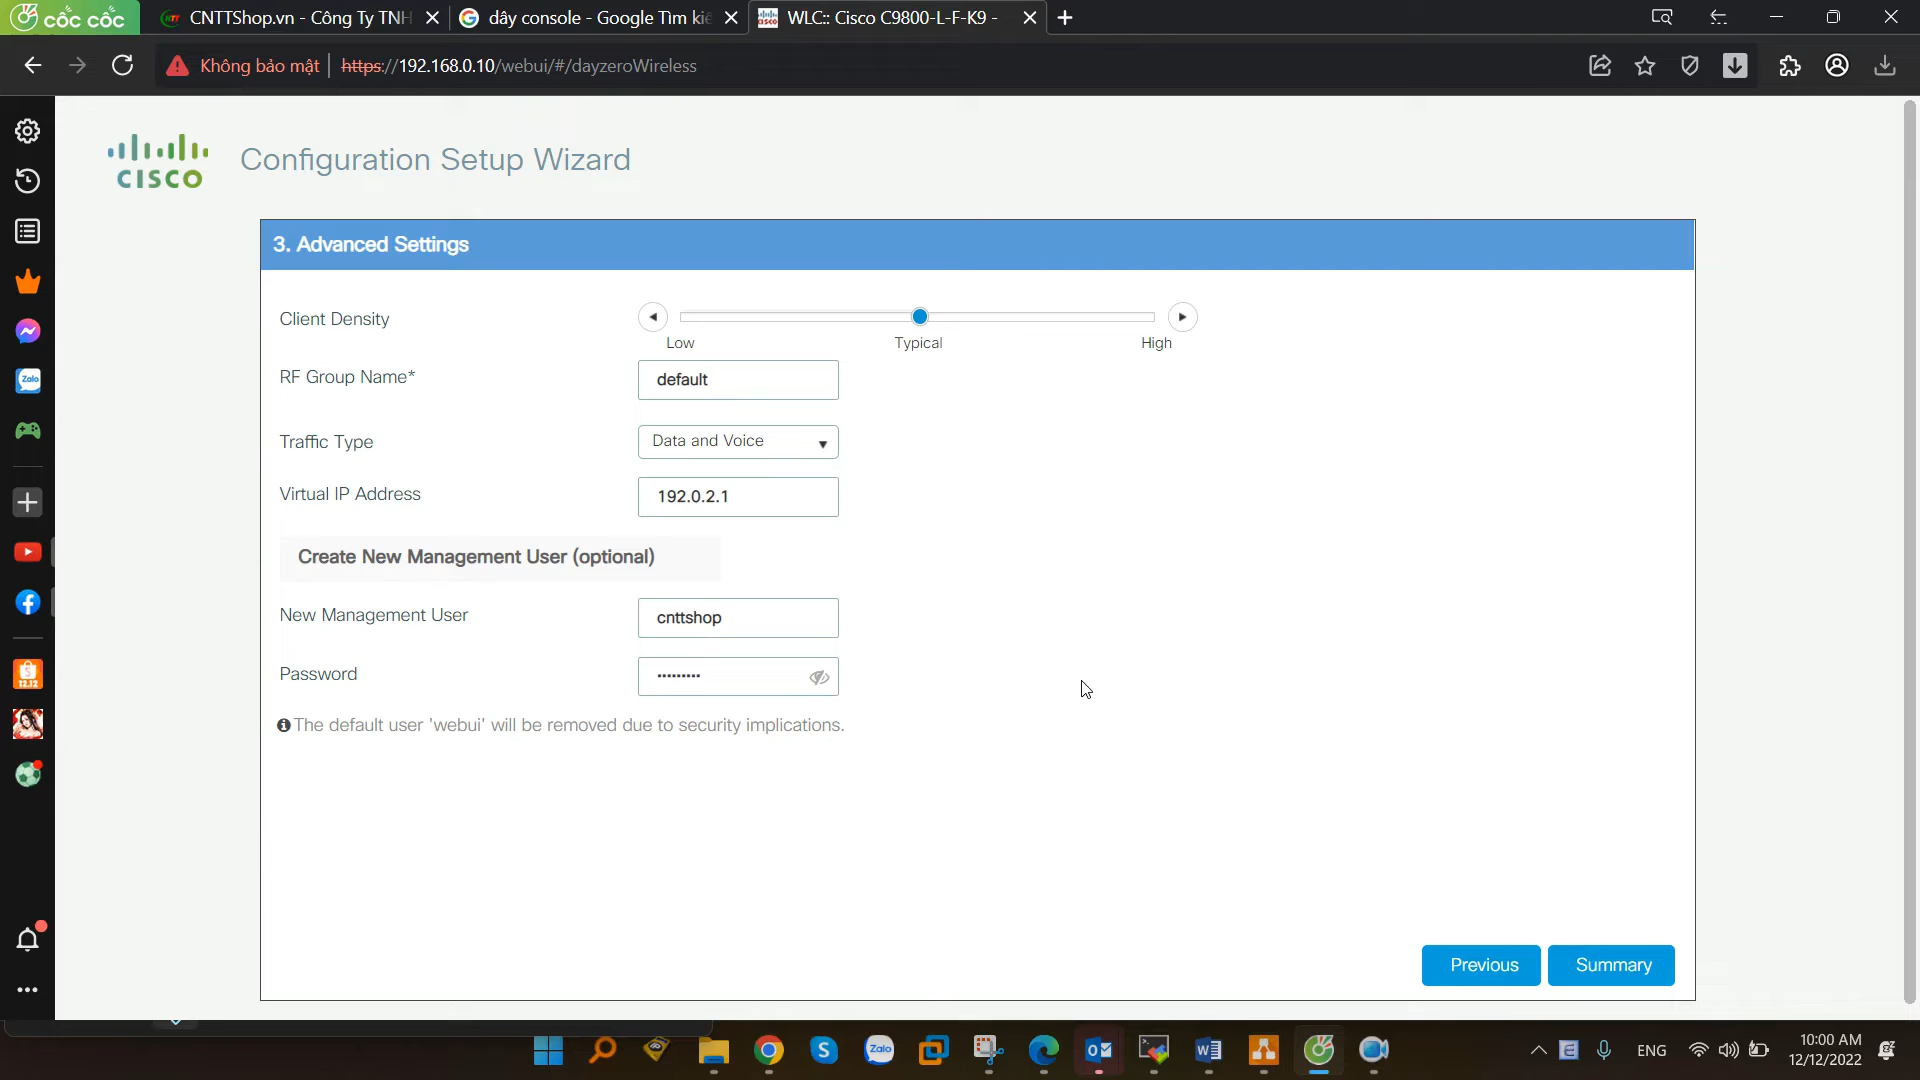 cốc cốc
CNTTShop.vn - Công Ty TNH
dây console - Google Tìm kiế
WLC:: Cisco C9800-L-F-K9 -
Không bảo mật
https://192.168.0.10/webui/#/dayzeroWireless
CISCO
Configuration Setup Wizard
3. Advanced Settings
Client Density
Low
Typical
High
RF Group Name*
default
Traffic Type
Data and Voice
Virtual IP Address
192.0.2.1
Create New Management User (optional)
New Management User
cnttshop
Password
•••••••••
The default user 'webui' will be removed due to security implications.
Previous
Summary
Zalo
12.12
Zalo
ENG
10:00 AM
12/12/2022